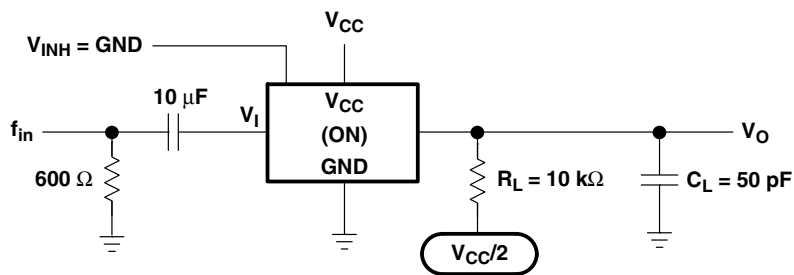 V_CC
V_INH = GND
10 μF
V_I
V_CC
(ON)
GND
f_in
V_O
600 Ω
R_L = 10 kΩ
C_L = 50 pF
V_CC/2